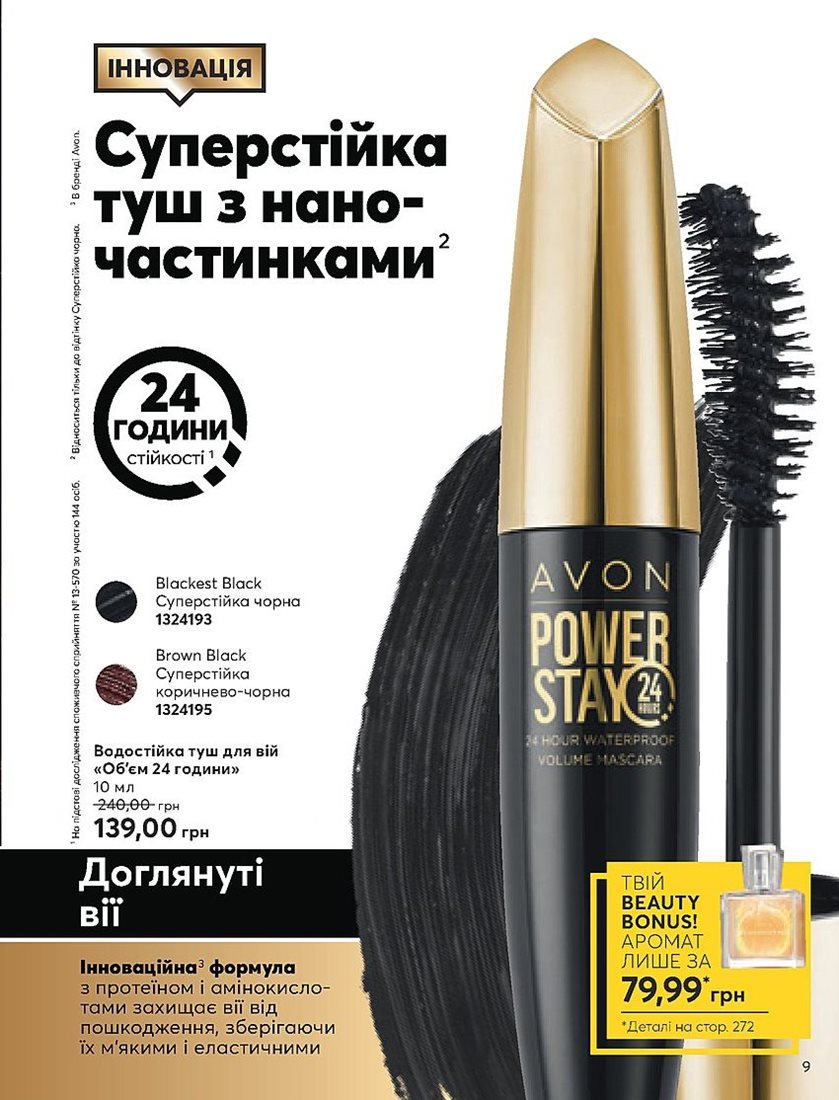 ІННОВАЦІЯ
Суперстійка
туш з нано-
частинками²
24
ГОДИНИ
СТІЙКОСТІ ¹
Blackest Black
Суперстійка чорна
1324193
Brown Black
Суперстійка
коричнево-чорна
1324195
Водостійка туш для вій
«Об'єм 24 години»
10 мл
240,00 грн
139,00 грн
¹ На підстові дослідження споживчого сприйняття № 13-570 за участю 144 осіб.
² Відноситься тільки до відтінку Суперстійка чорна.
³ В бренді Avon.
Доглянуті
вії
Інноваційна³ формула
з протеїном і амінокисло-
тами захищає вії від
пошкодження, зберігаючи
їх м'якими і еластичними
AVON
POWER
STAY
24
HOURS
24 HOUR WATERPROOF
VOLUME MASCARA
ТВІЙ
BEAUTY
BONUS!
АРОМАТ
ЛИШЕ ЗА
79,99* грн
*Деталі на стор. 272
9